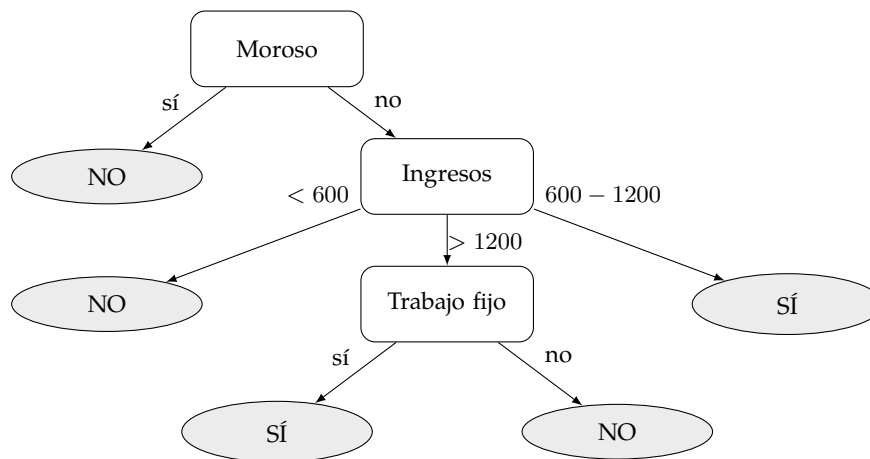 Moroso
sí
no
NO
Ingresos
< 600
600 − 1200
> 1200
NO
Trabajo fijo
SÍ
sí
no
SÍ
NO